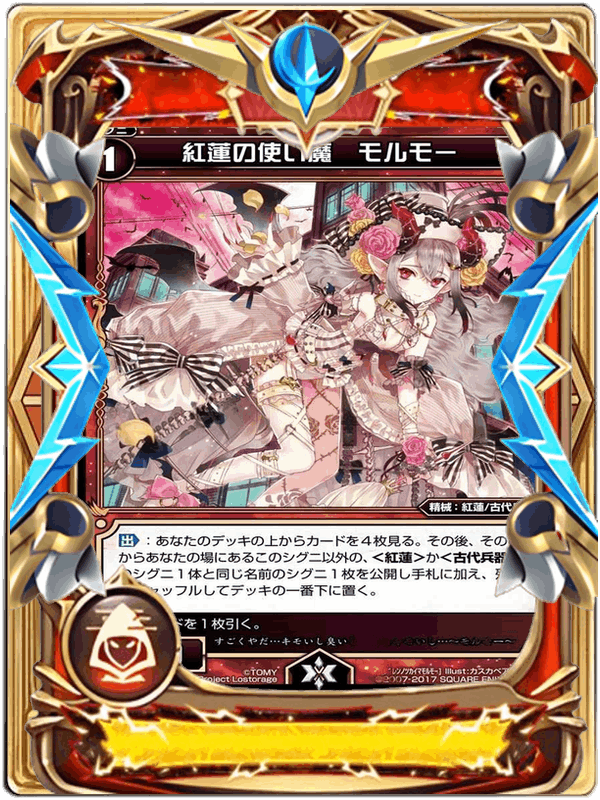 1
紅蓮の使い魔 モルモー
精械:紅蓮/古代
出:あなたのデッキの上からカードを4枚見る。その後、その
からあなたの場にあるこのシグニ以外の、<紅蓮>か<古代兵器
シグニ1体と同じ名前のシグニ1枚を公開し手札に加え、
シャッフルしてデッキの一番下に置く。
ドを1枚引く。
すごくやだ…キモいし臭い
©TOMY
Project Lostorage
Illust:カスカベア
©2007-2017 SQUARE ENI